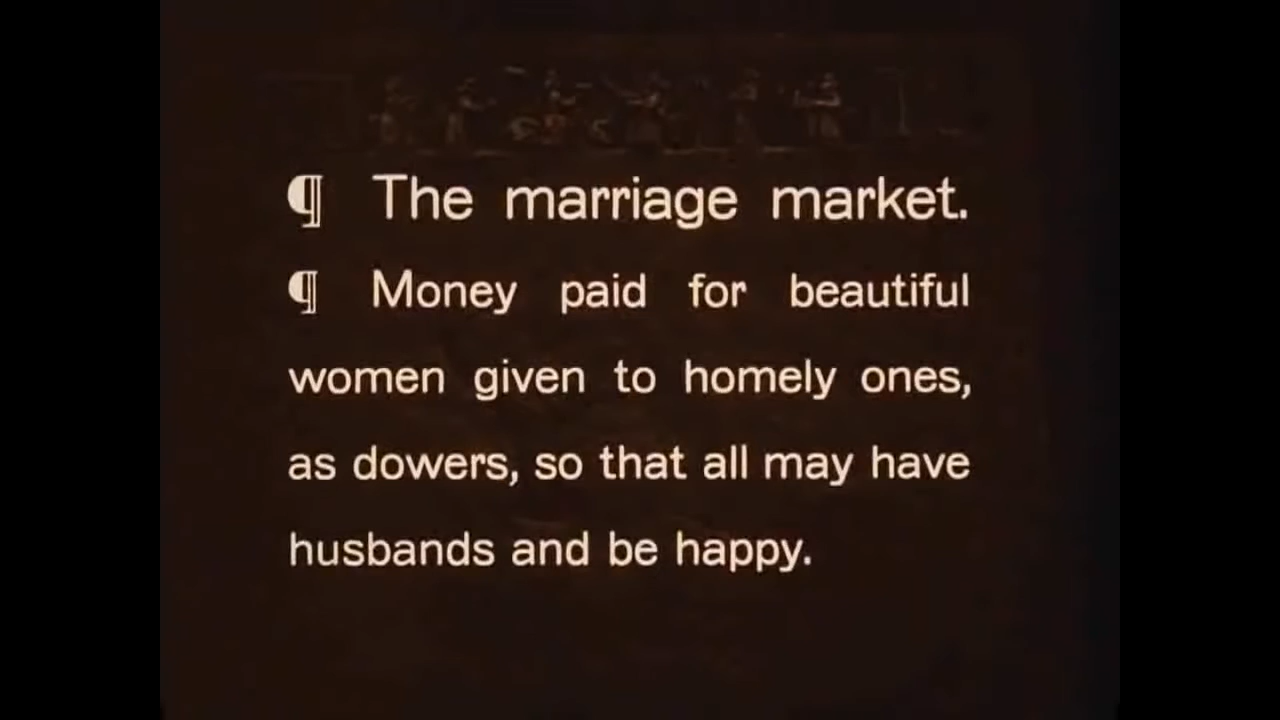 ¶ The marriage market.
¶ Money paid for beautiful
women given to homely ones,
as dowers, so that all may have
husbands and be happy.